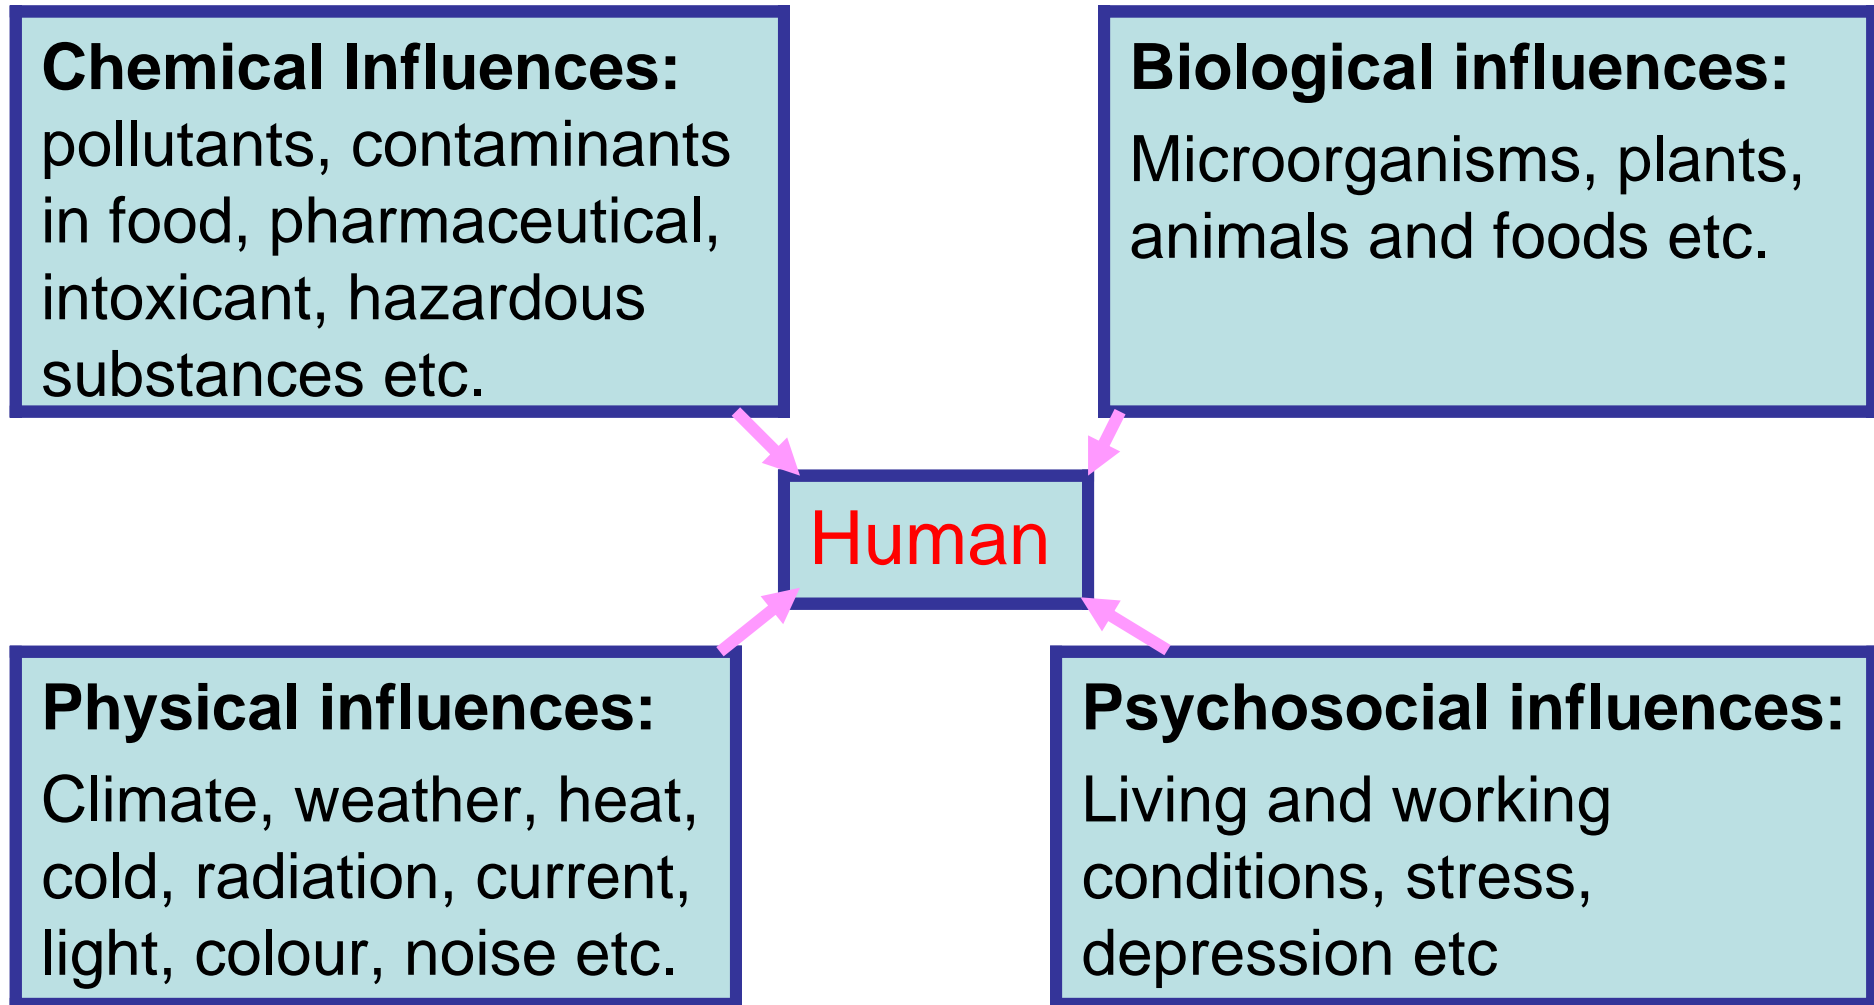 Chemical Influences:
pollutants, contaminants
in food, pharmaceutical,
intoxicant, hazardous
substances etc.
Biological influences:
Microorganisms, plants,
animals and foods etc.
Human
Physical influences:
Climate, weather, heat,
cold, radiation, current,
light, colour, noise etc.
Psychosocial influences:
Living and working
conditions, stress,
depression etc